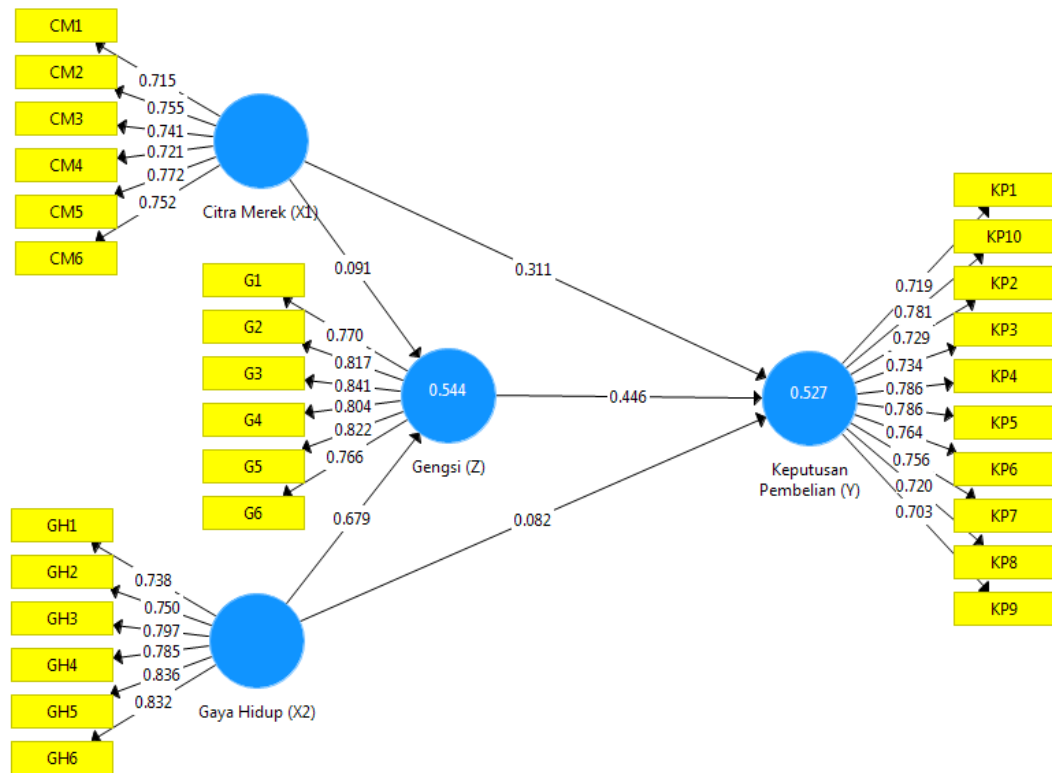 CM1
CM2
CM3
CM4
CM5
CM6
0.715
0.755
0.741
0.721
0.772
0.752
Citra Merek (X1)
0.091
0.311
G1
G2
G3
G4
G5
G6
0.770
0.817
0.841
0.804
0.822
0.766
0.544
Gengsi (Z)
0.446
0.679
0.082
GH1
GH2
GH3
GH4
GH5
GH6
0.738
0.750
0.797
0.785
0.836
0.832
Gaya Hidup (X2)
0.527
Keputusan
Pembelian (Y)
0.719
0.781
0.729
0.734
0.786
0.786
0.764
0.756
0.720
0.703
KP1
KP10
KP2
KP3
KP4
KP5
KP6
KP7
KP8
KP9